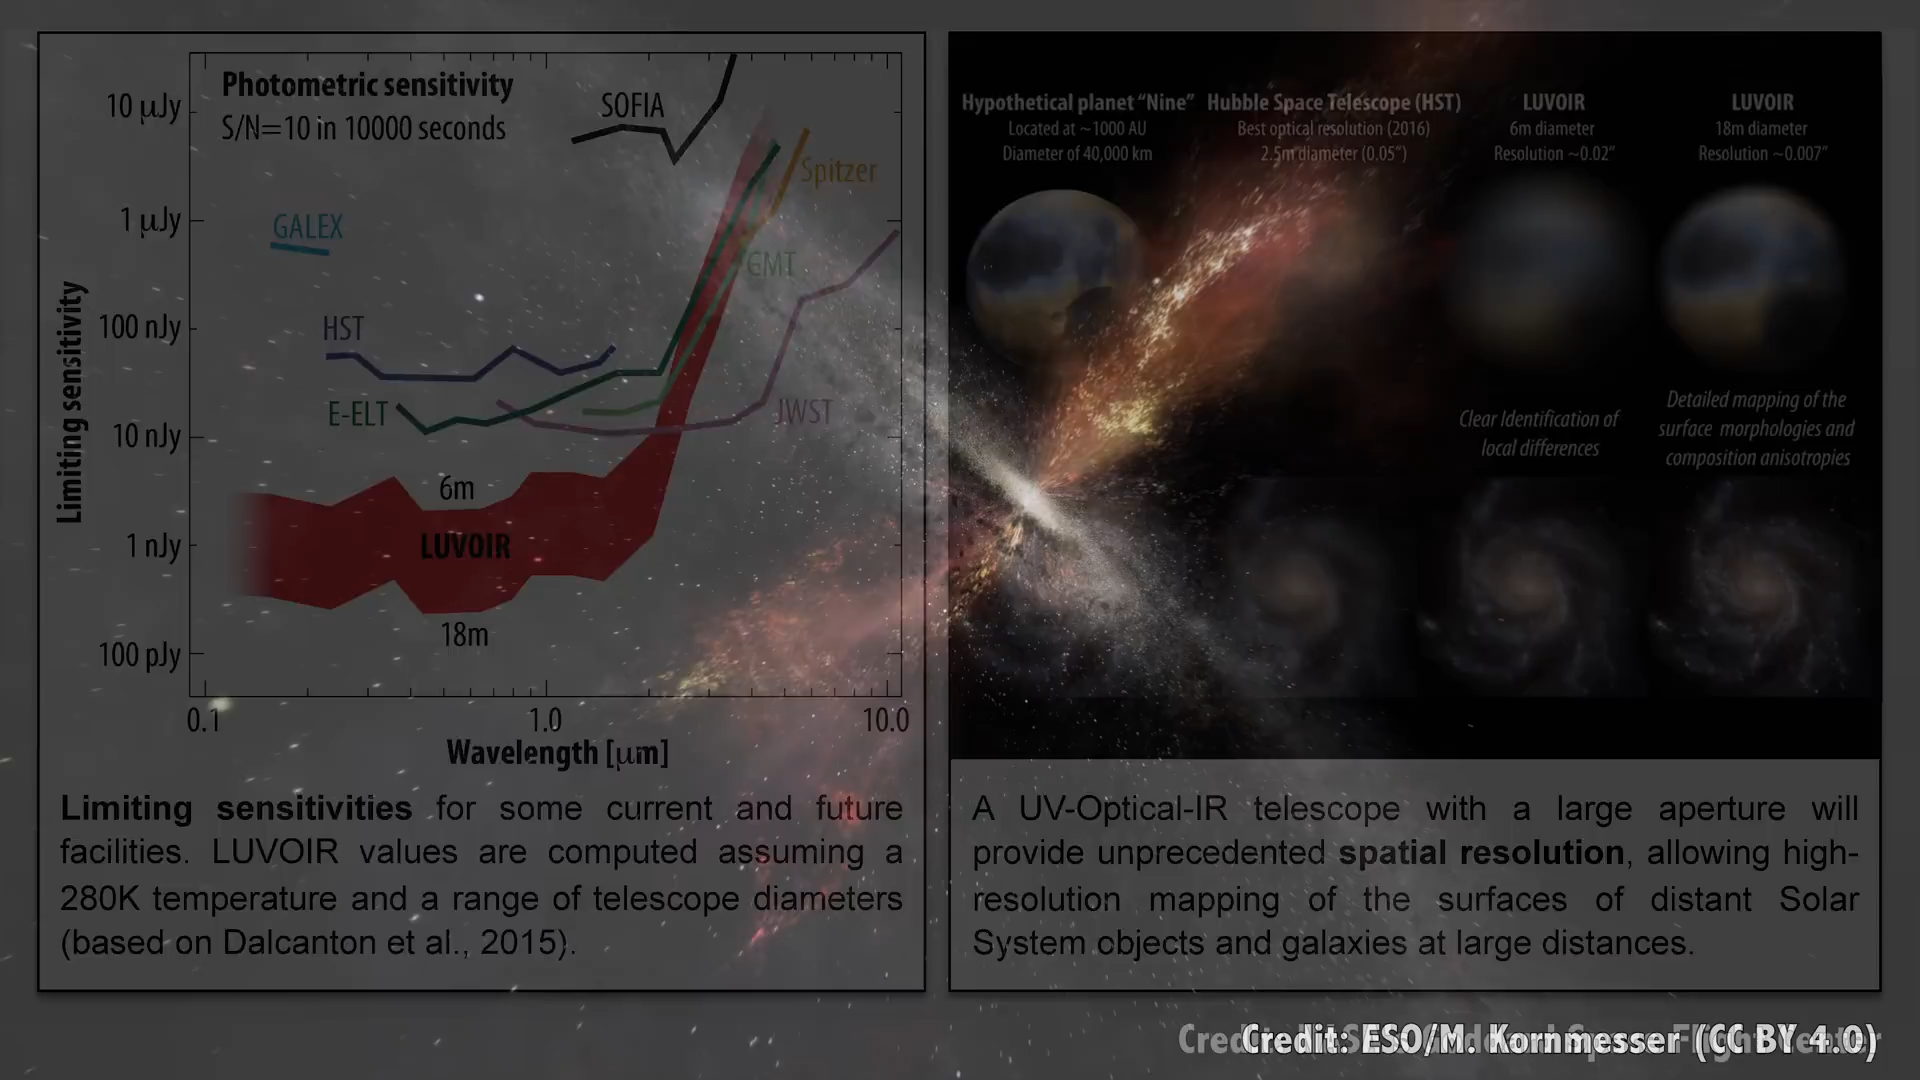 Photometric sensitivity
S/N=10 in 10000 seconds
SOFIA
Spitzer
GALEX
GMT
HST
E-ELT
JWST
6m
LUVOIR
18m
Limiting sensitivity
10 μJy
1 μJy
100 nJy
10 nJy
1 nJy
100 pJy
0.1
1.0
10.0
Wavelength [μm]
Limiting sensitivities for some current and future
facilities. LUVOIR values are computed assuming a
280K temperature and a range of telescope diameters
(based on Dalcanton et al., 2015).
Hypothetical planet “Nine”
Located at ~1000 AU
Diameter of 40,000 km
Hubble Space Telescope (HST)
Best optical resolution (2016)
2.5m diameter (0.05”)
LUVOIR
6m diameter
Resolution ~0.02”
LUVOIR
18m diameter
Resolution ~0.007”
Clear Identification of
local differences
Detailed mapping of the
surface morphologies and
composition anisotropies
A UV-Optical-IR telescope with a large aperture will
provide unprecedented spatial resolution, allowing high-
resolution mapping of the surfaces of distant Solar
System objects and galaxies at large distances.
Credit: ESO/M. Kornmesser (CC BY 4.0)